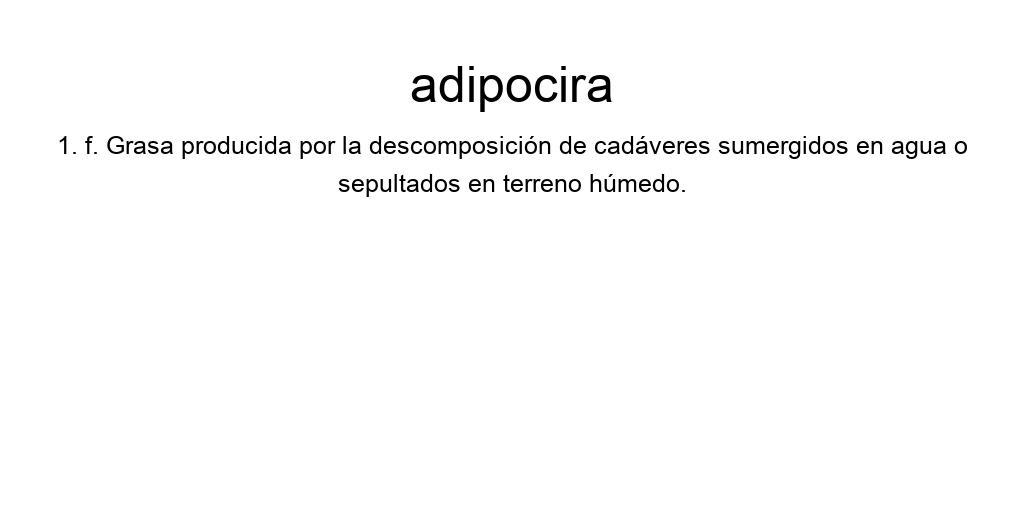 adipocira
1. f. Grasa producida por la descomposición de cadáveres sumergidos en agua o
sepultados en terreno húmedo.